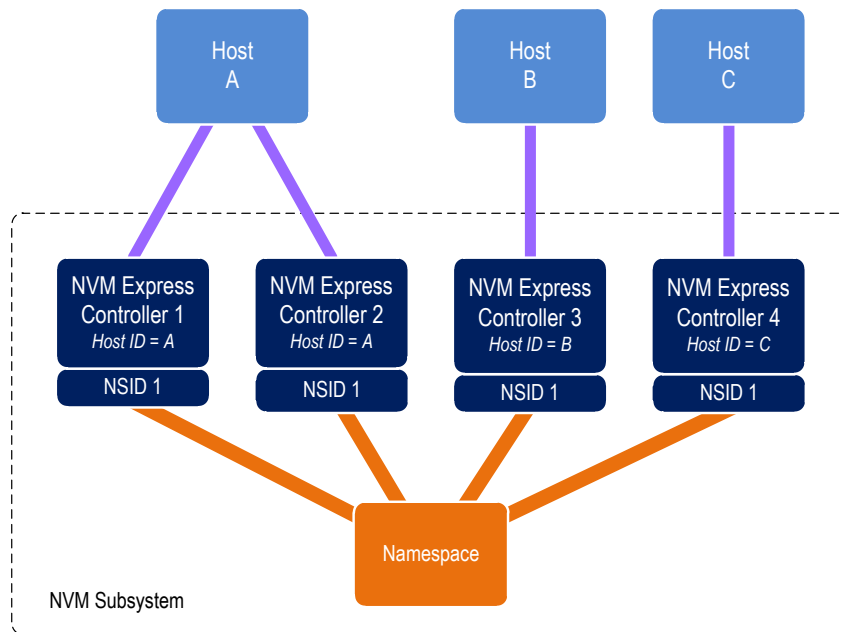 Host
A
Host
B
Host
C
NVM Express
Controller 1
Host ID = A
NVM Express
Controller 2
Host ID = A
NVM Express
Controller 3
Host ID = B
NVM Express
Controller 4
Host ID = C
NSID 1
NSID 1
NSID 1
NSID 1
Namespace
NVM Subsystem